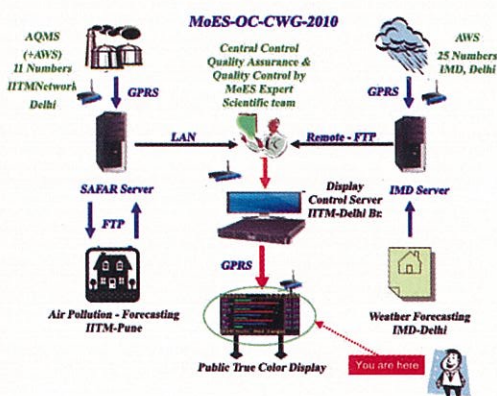 MoES-OC-CWG-2010
AQMS
(+AWS)
11 Numbers
IITMNetwork
Delhi
GPRS
Central Control
Quality Assurance &
Quality Control by
MoES Expert
Scientific team
AWS
25 Numbers
IMD, Delhi
GPRS
LAN
Remote - FTP
SAFAR Server
IMD Server
Display
Control Server
IITM-Delhi Br.
FTP
GPRS
Air Pollution - Forecasting
IITM-Pune
Weather Forecasting
IMD-Delhi
Public True Color Display
You are here